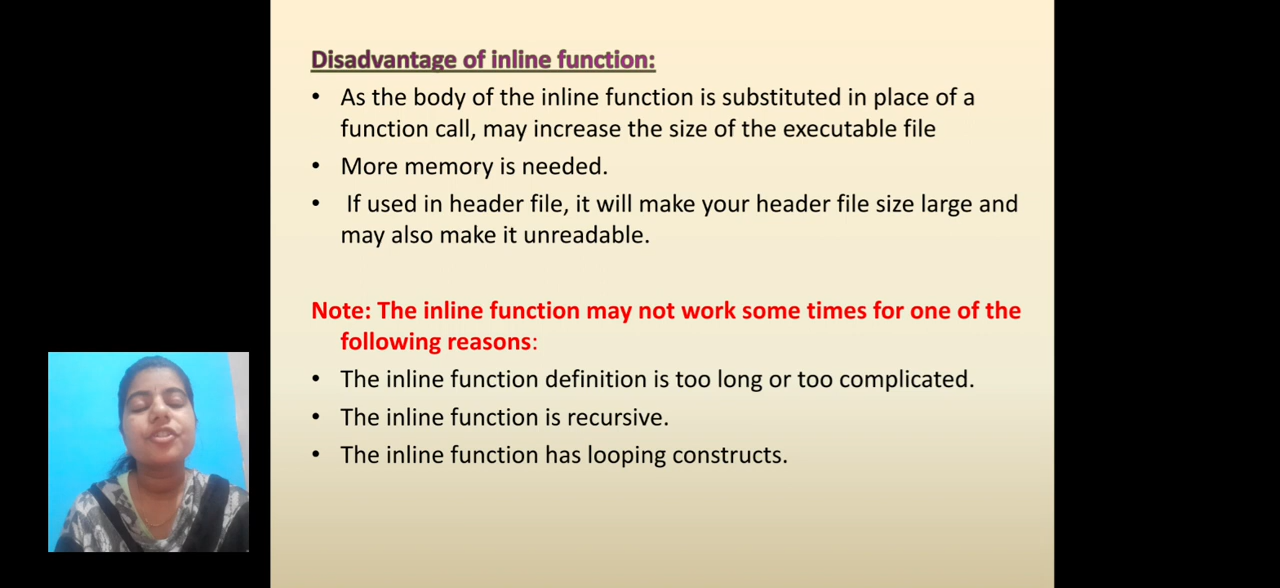 Disadvantage of inline function:
• As the body of the inline function is substituted in place of a
function call, may increase the size of the executable file
• More memory is needed.
• If used in header file, it will make your header file size large and
may also make it unreadable.
Note: The inline function may not work some times for one of the
following reasons:
• The inline function definition is too long or too complicated.
• The inline function is recursive.
• The inline function has looping constructs.